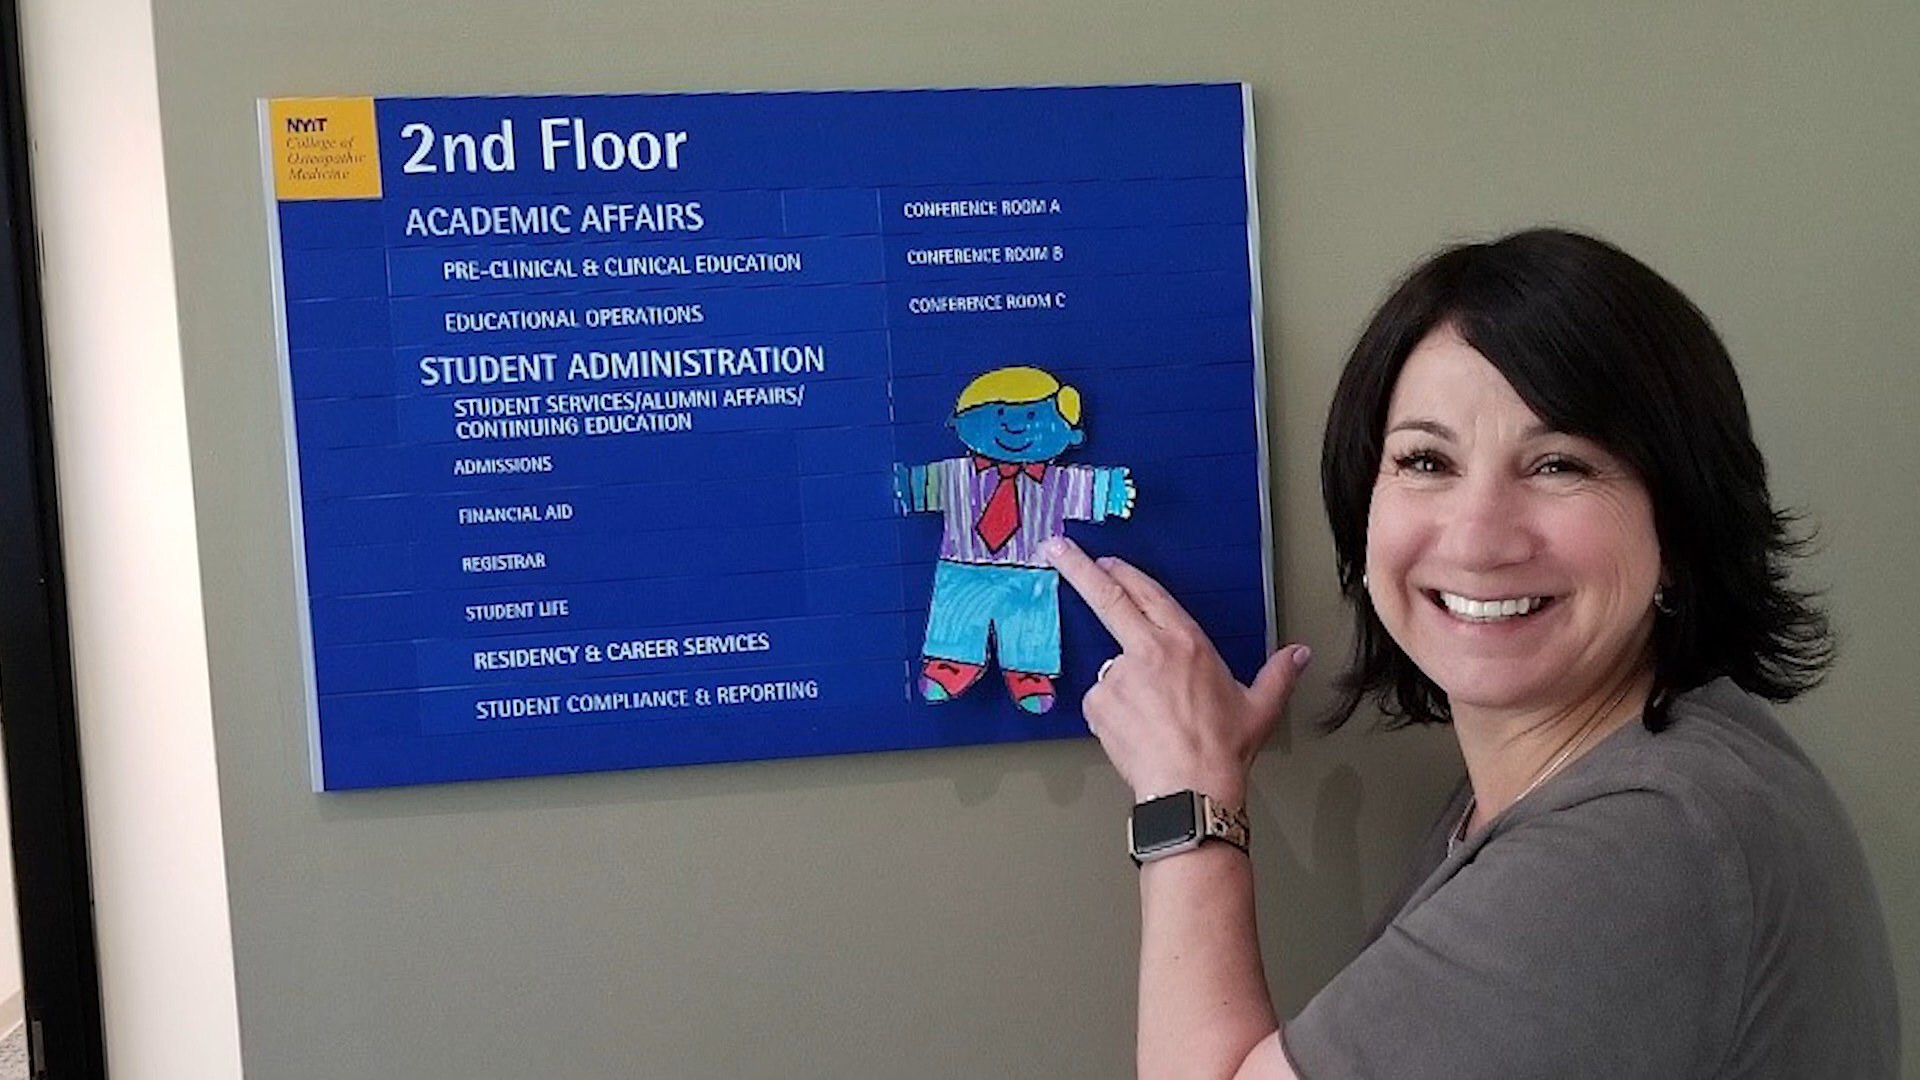 NYiT
College of
Osteopathic
Medicine
2nd Floor
ACADEMIC AFFAIRS
PRE-CLINICAL & CLINICAL EDUCATION
EDUCATIONAL OPERATIONS
STUDENT ADMINISTRATION
STUDENT SERVICES/ALUMNI AFFAIRS/
CONTINUING EDUCATION
ADMISSIONS
FINANCIAL AID
REGISTRAR
STUDENT LIFE
RESIDENCY & CAREER SERVICES
STUDENT COMPLIANCE & REPORTING
CONFERENCE ROOM A
CONFERENCE ROOM B
CONFERENCE ROOM C